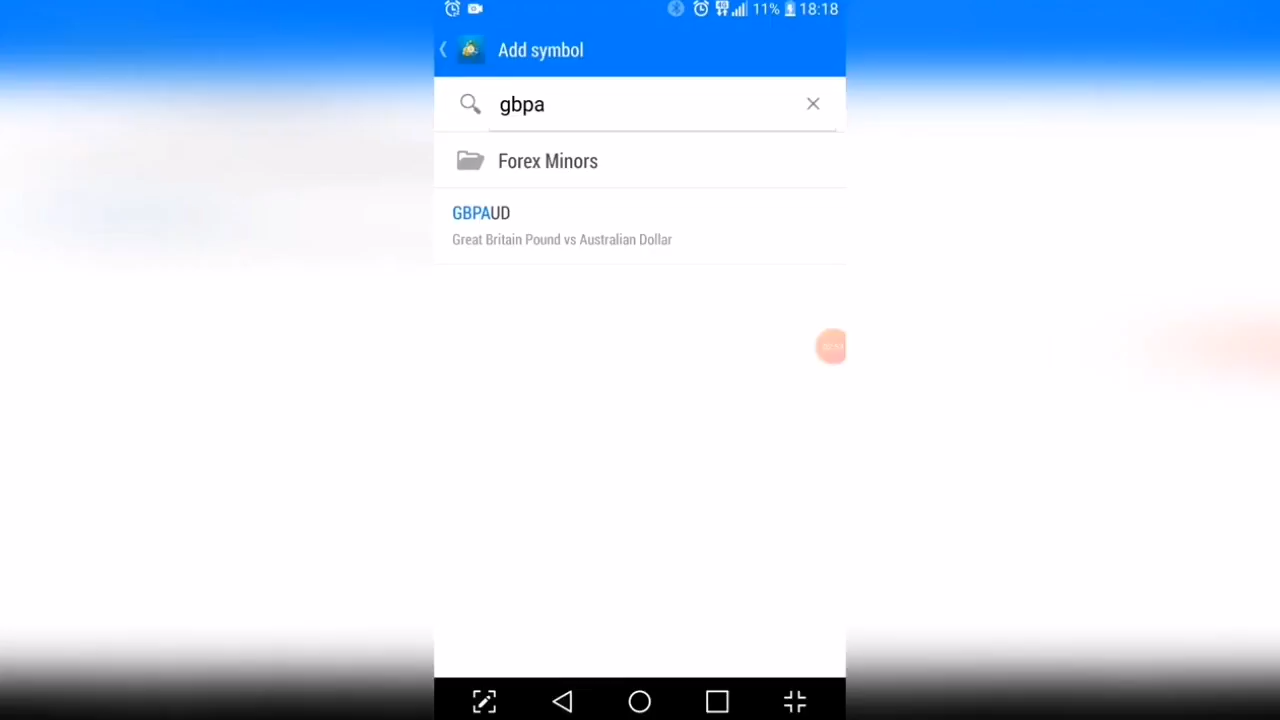 11% 18:18
Add symbol
gbpa
Forex Minors
GBPAUD
Great Britain Pound vs Australian Dollar